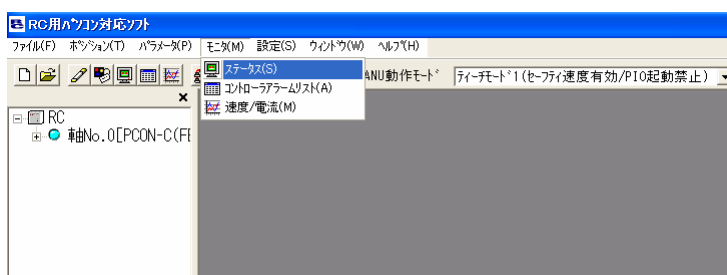 RC用ﾊﾟｿｺﾝ対応ｿﾌﾄ
ﾌｧｲﾙ(F) ﾎﾟｼﾞｼｮﾝ(T) ﾊﾟﾗﾒｰﾀ(P) ﾓﾆﾀ(M) 設定(S) ｳｨﾝﾄﾞｳ(W) ﾍﾙﾌﾟ(H)
ｽﾃｰﾀｽ(S)
ANU動作ﾓｰﾄﾞ ﾃｨｰﾁﾓｰﾄﾞ1(ｾｰﾌﾃｨ速度有効/PIO起動禁止)
ｺﾝﾄﾛｰﾗｱﾗｰﾑﾘｽﾄ(A)
速度/電流(M)
RC
軸No.0[PCON-C(FE